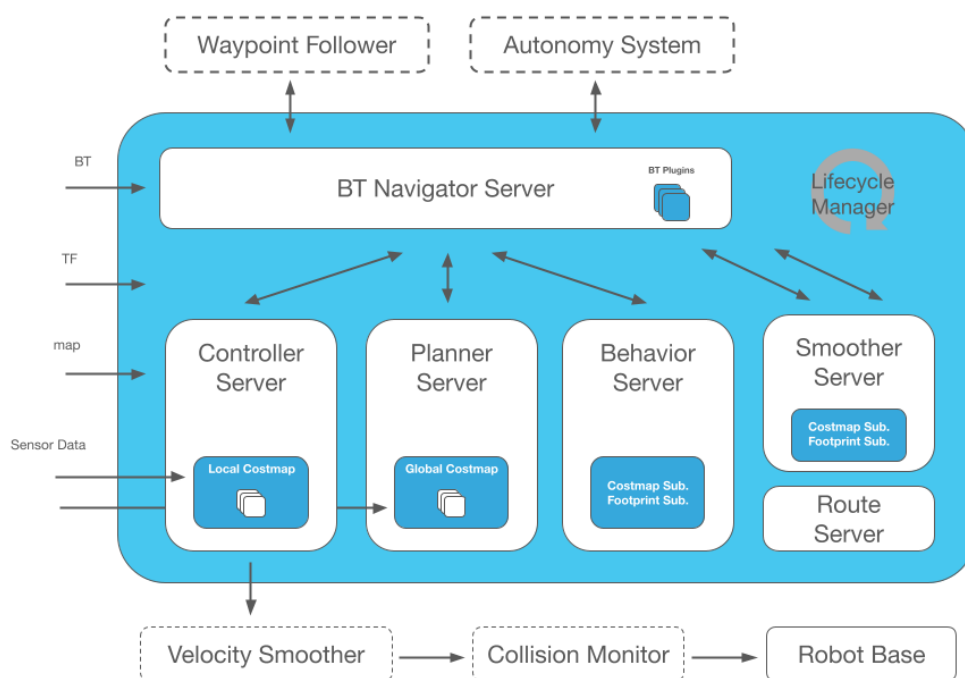 Waypoint Follower
Autonomy System
BT
BT Navigator Server
BT Plugins
Lifecycle
Manager
TF
map
Sensor Data
Controller
Server
Local Costmap
Planner
Server
Global Costmap
Behavior
Server
Costmap Sub.
Footprint Sub.
Smoother
Server
Costmap Sub.
Footprint Sub.
Route
Server
Velocity Smoother
Collision Monitor
Robot Base